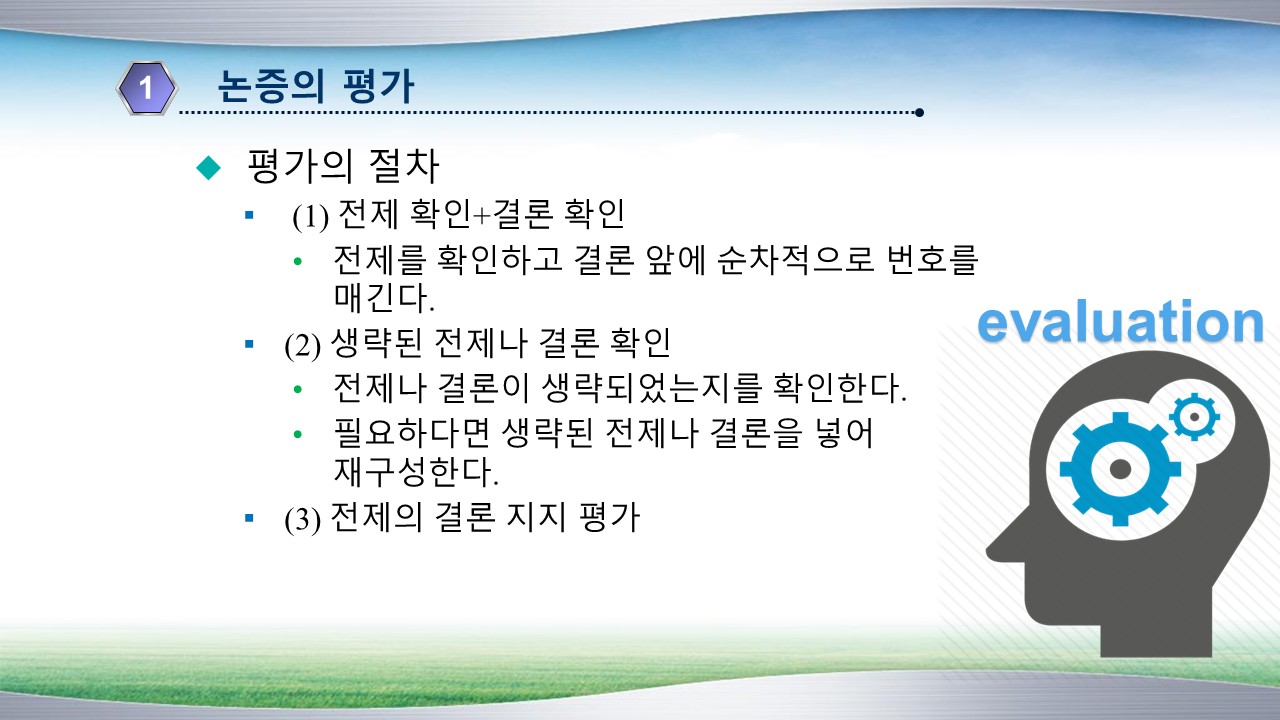 1
논증의 평가
평가의 절차
(1) 전제 확인+결론 확인
전제를 확인하고 결론 앞에 순차적으로 번호를
매긴다.
(2) 생략된 전제나 결론 확인
전제나 결론이 생략되었는지를 확인한다.
필요하다면 생략된 전제나 결론을 넣어
재구성한다.
(3) 전제의 결론 지지 평가
evaluation